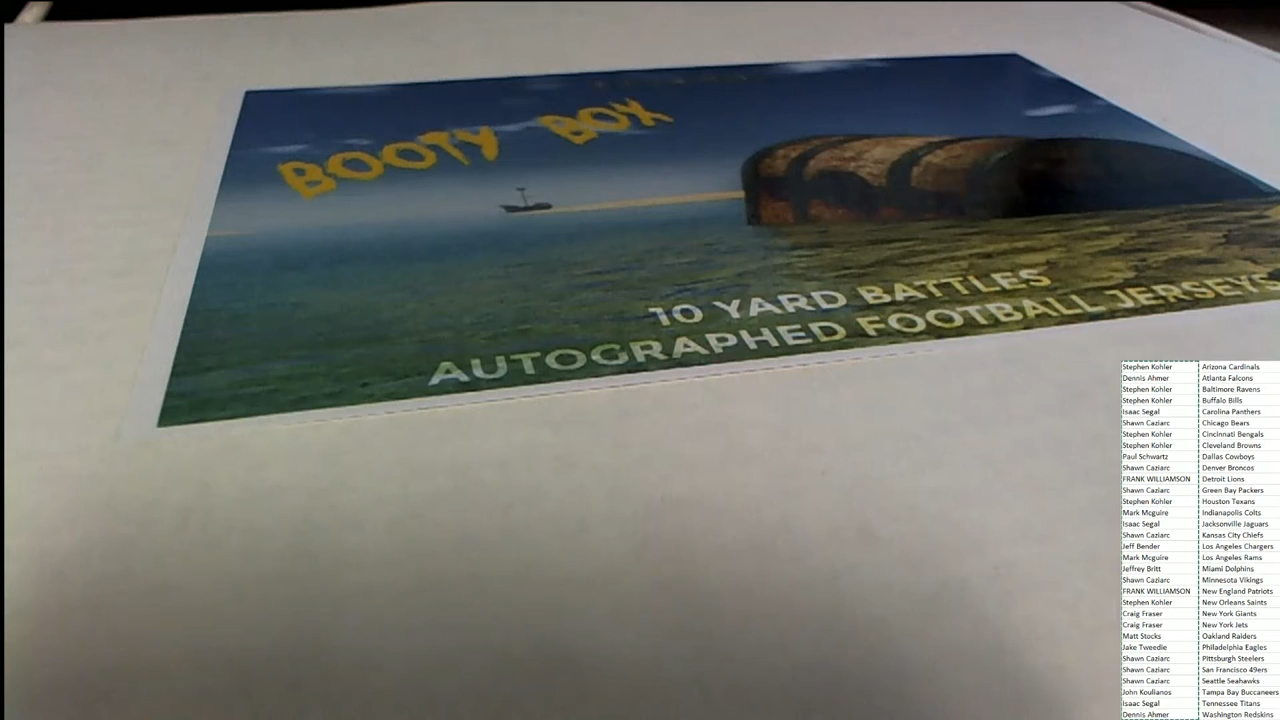 BOOTY BOX
10 YARD BATTLES
AUTOGRAPHED FOOTBALL JERSEYS
Stephen Kohler Arizona Cardinals
Dennis Ahmer Atlanta Falcons
Stephen Kohler Baltimore Ravens
Stephen Kohler Buffalo Bills
Isaac Segal Carolina Panthers
Shawn Caziarc Chicago Bears
Stephen Kohler Cincinnati Bengals
Stephen Kohler Cleveland Browns
Paul Schwartz Dallas Cowboys
Shawn Caziarc Denver Broncos
FRANK WILLIAMSON Detroit Lions
Shawn Caziarc Green Bay Packers
Stephen Kohler Houston Texans
Mark Mcguire Indianapolis Colts
Isaac Segal Jacksonville Jaguars
Shawn Caziarc Kansas City Chiefs
Jeff Bender Los Angeles Chargers
Mark Mcguire Los Angeles Rams
Jeffrey Britt Miami Dolphins
Shawn Caziarc Minnesota Vikings
FRANK WILLIAMSON New England Patriots
Stephen Kohler New Orleans Saints
Craig Fraser New York Giants
Craig Fraser New York Jets
Matt Stocks Oakland Raiders
Jake Tweedie Philadelphia Eagles
Shawn Caziarc Pittsburgh Steelers
Shawn Caziarc San Francisco 49ers
Shawn Caziarc Seattle Seahawks
John Koulianos Tampa Bay Buccaneers
Isaac Segal Tennessee Titans
Dennis Ahmer Washington Redskins